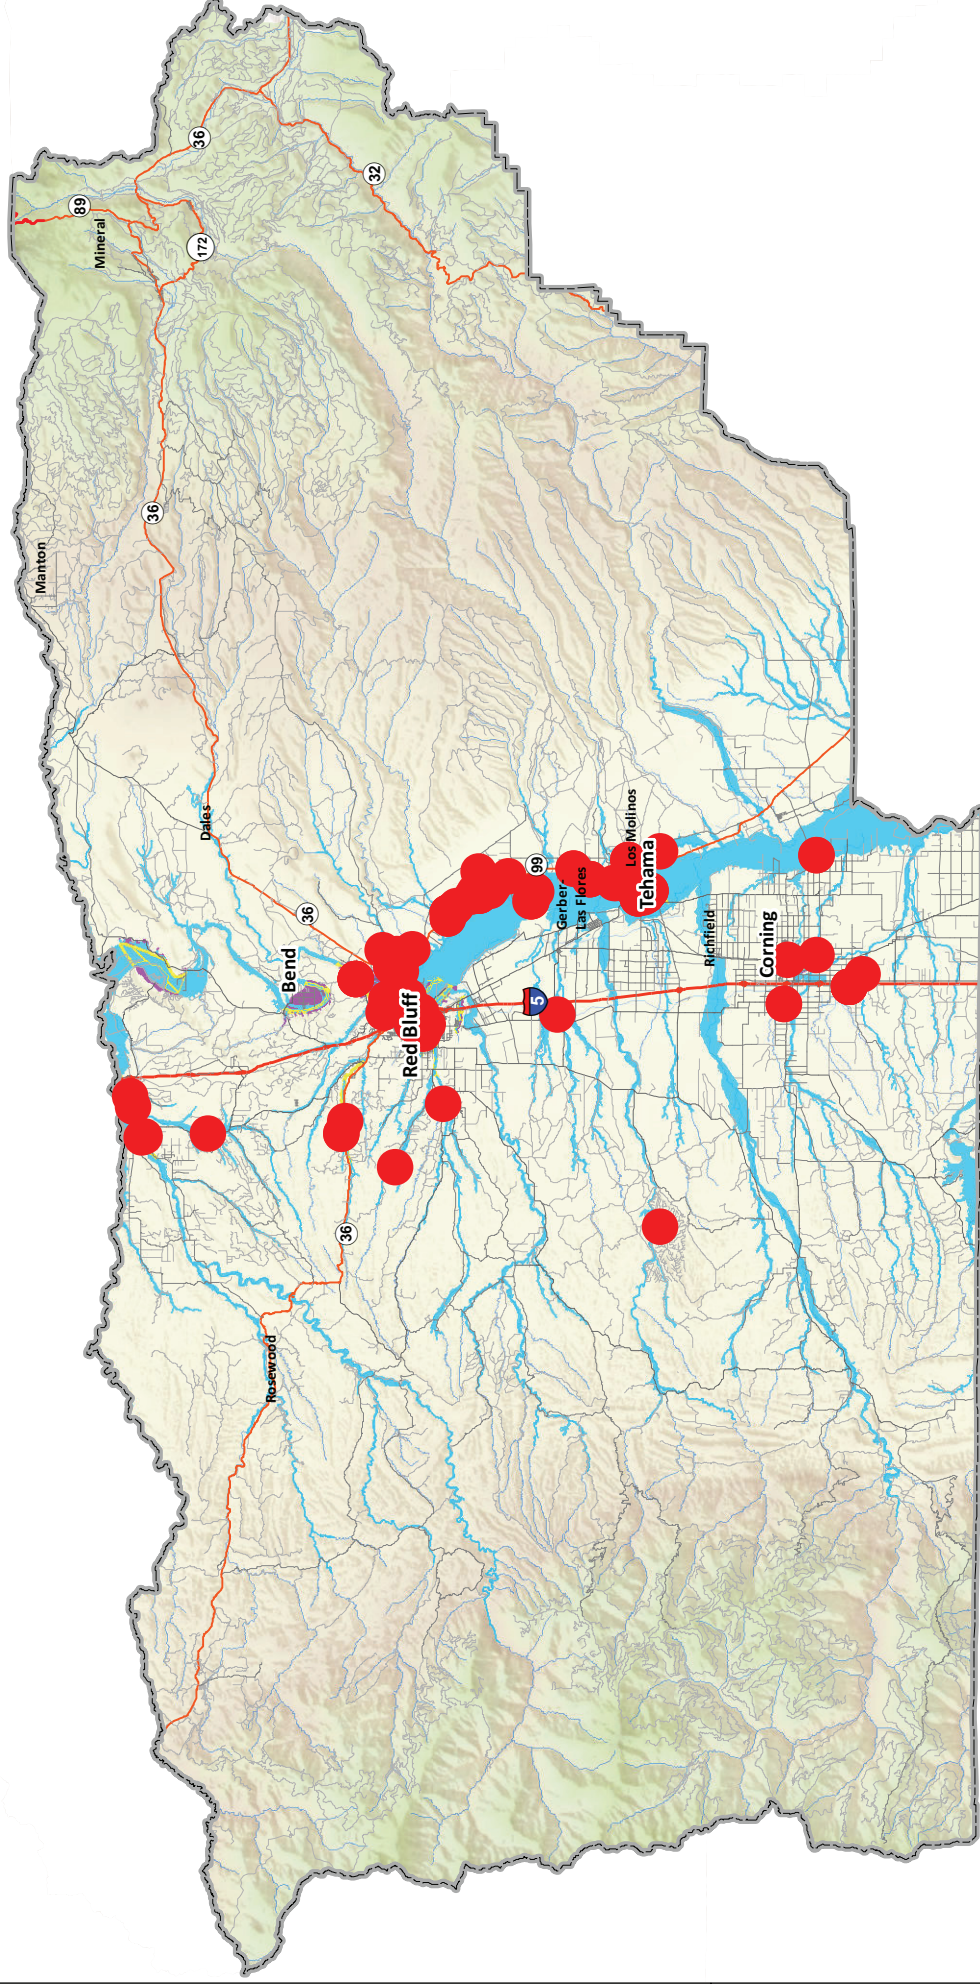 36
89
Mineral
172
32
36
Manton
Dales
36
99
Los Molinos
Tehama
Gerber-
Las Flores
Bend
5
Richfield
Corning
Red Bluff
36
Rosewood